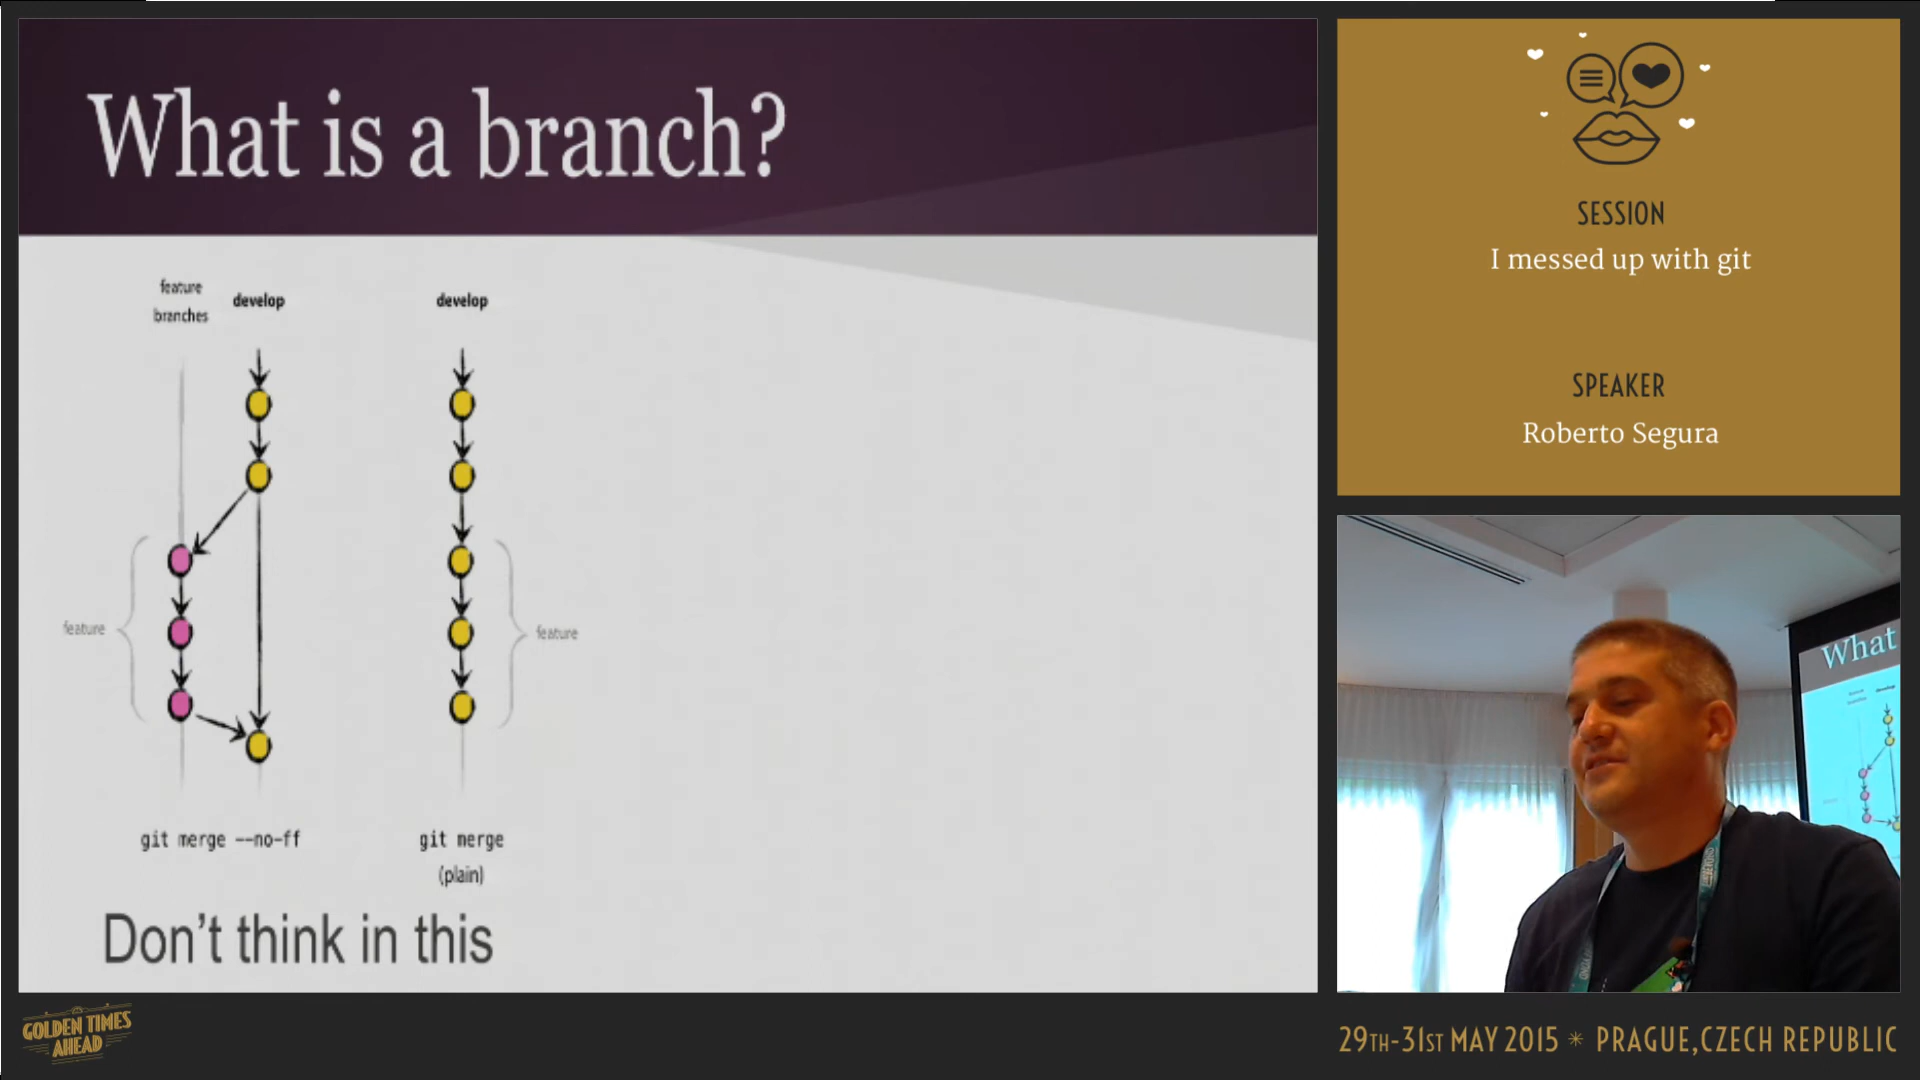 What is a branch?
feature
branches
develop
develop
feature
feature
git merge --no-ff
git merge
(plain)
Don't think in this
SESSION
I messed up with git
SPEAKER
Roberto Segura
What
GOLDEN TIMES
AHEAD
29TH-31ST MAY 2015 * PRAGUE,CZECH REPUBLIC